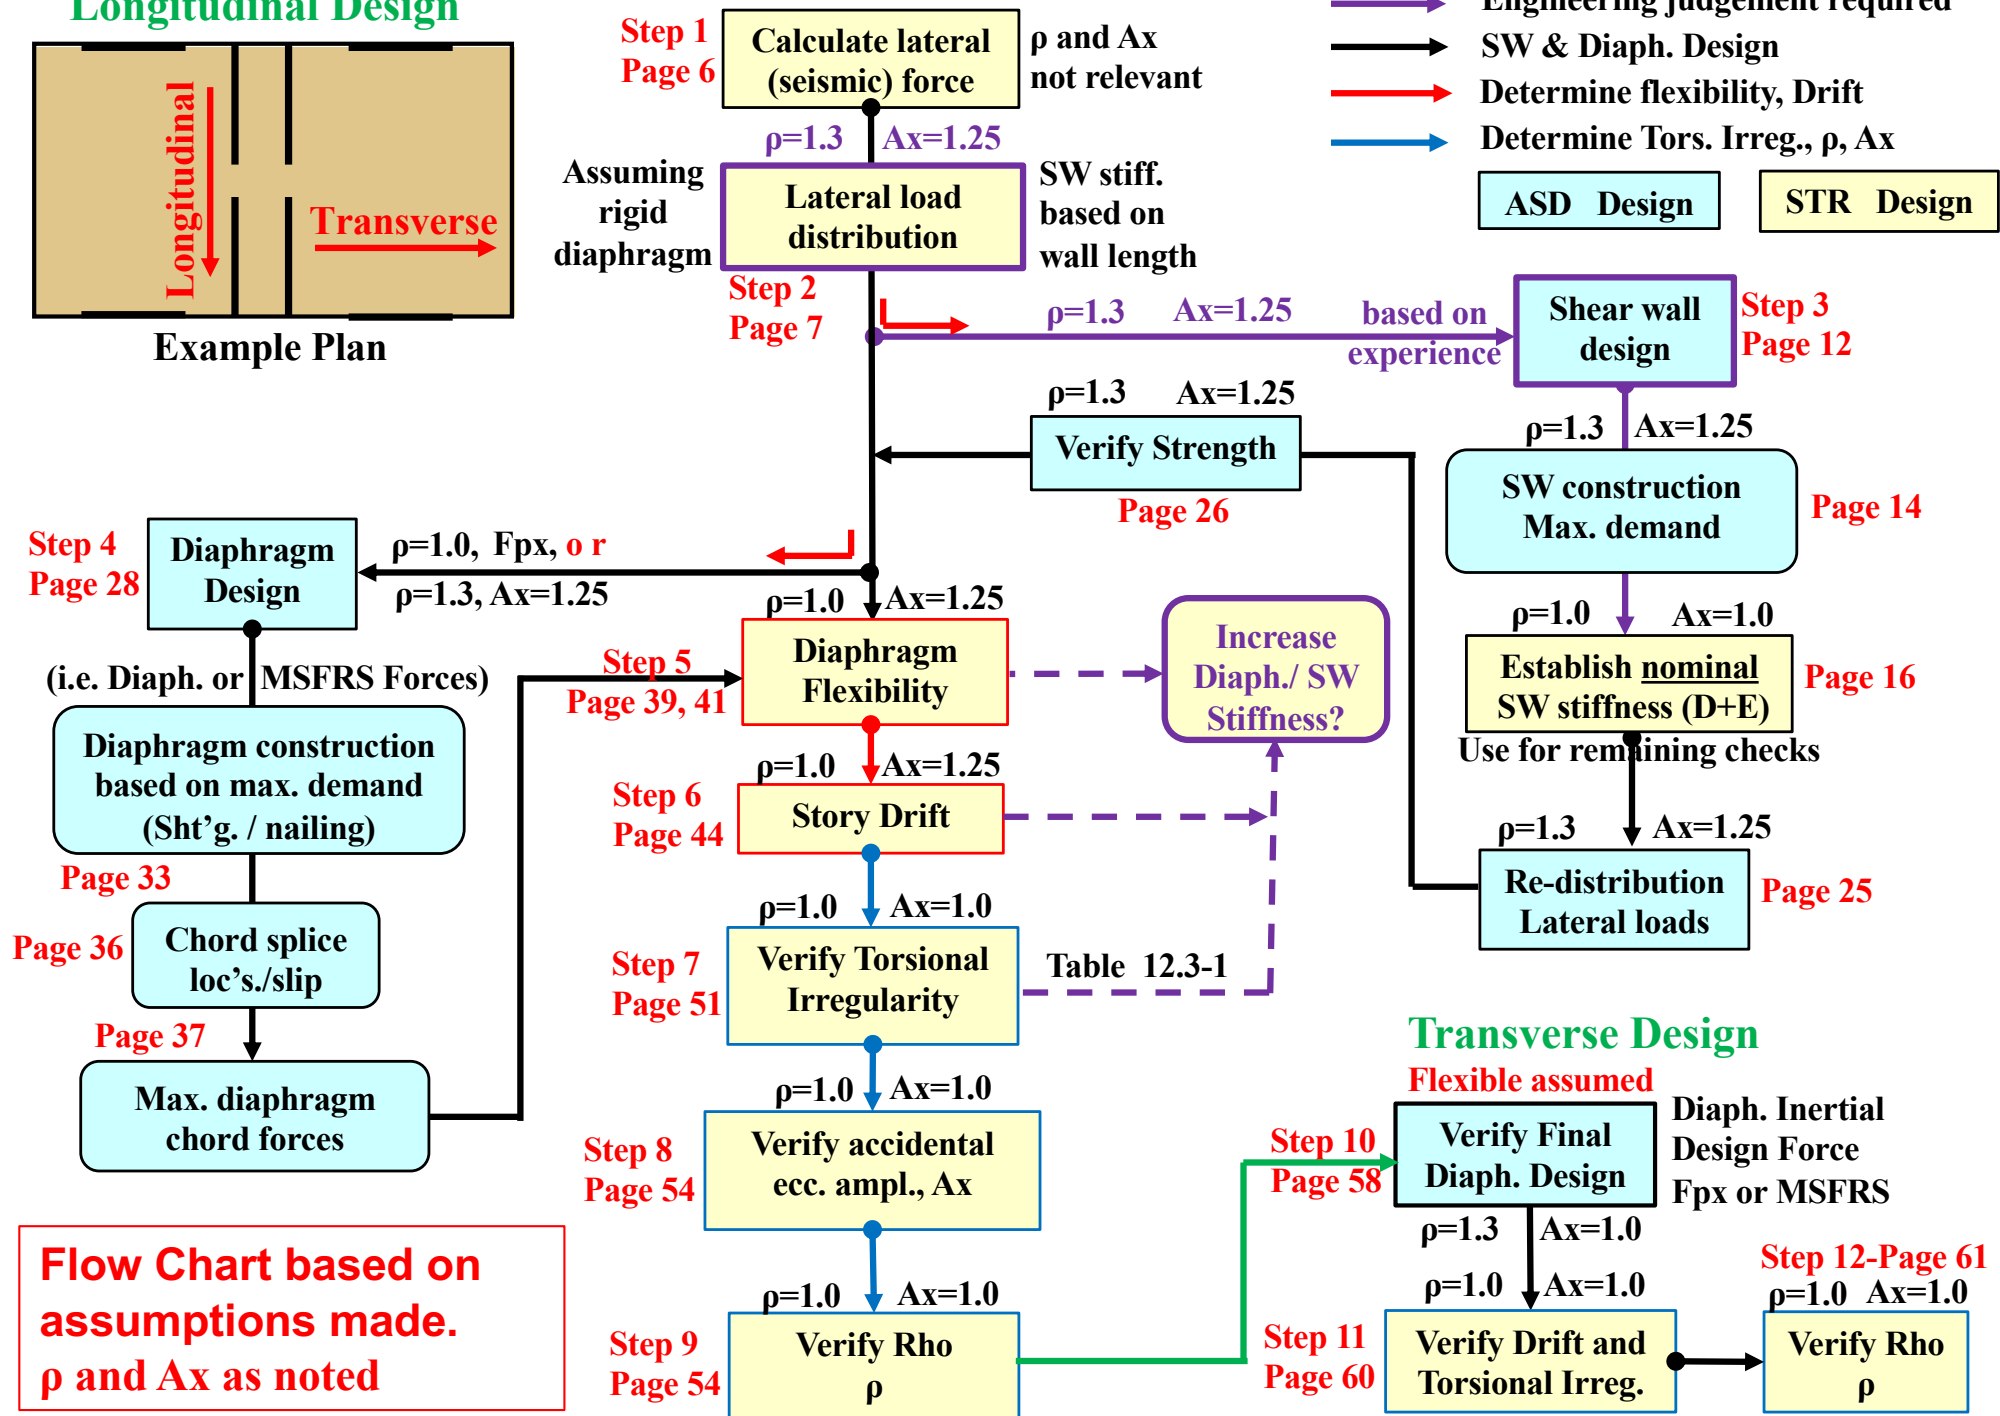 Longitudinal Design
Longitudinal
Transverse
Example Plan
Step 1
Page 6
Calculate lateral
(seismic) force
ρ and Ax
not relevant
Engineering judgement required
SW & Diaph. Design
Determine flexibility, Drift
Determine Tors. Irreg., ρ, Ax
ASD Design
STR Design
ρ=1.3 Ax=1.25
Assuming
rigid
diaphragm
Lateral load
distribution
SW stiff.
based on
wall length
Step 2
Page 7
ρ=1.3 Ax=1.25 based on
experience
Shear wall
design
Step 3
Page 12
ρ=1.3 Ax=1.25
Verify Strength
Page 26
ρ=1.3 Ax=1.25
SW construction
Max. demand
Page 14
ρ=1.0 Ax=1.0
Establish nominal
SW stiffness (D+E)
Page 16
Use for remaining checks
ρ=1.3 Ax=1.25
Re-distribution
Lateral loads
Page 25
Step 4
Page 28
Diaphragm
Design
ρ=1.0, Fpx, o r
ρ=1.3, Ax=1.25
(i.e. Diaph. or MSFRS Forces)
Diaphragm construction
based on max. demand
(Sht’g. / nailing)
Page 33
Page 36
Chord splice
loc’s./slip
Page 37
Max. diaphragm
chord forces
ρ=1.0 Ax=1.25
Step 5
Page 39, 41
Diaphragm
Flexibility
Increase
Diaph./ SW
Stiffness?
ρ=1.0 Ax=1.25
Step 6
Page 44
Story Drift
ρ=1.0 Ax=1.0
Step 7
Page 51
Verify Torsional
Irregularity
Table 12.3-1
ρ=1.0 Ax=1.0
Step 8
Page 54
Verify accidental
ecc. ampl., Ax
ρ=1.0 Ax=1.0
Step 9
Page 54
Verify Rho
ρ
Transverse Design
Flexible assumed
Step 10
Page 58
Verify Final
Diaph. Design
Diaph. Inertial
Design Force
Fpx or MSFRS
ρ=1.3 Ax=1.0
ρ=1.0 Ax=1.0
Step 11
Page 60
Verify Drift and
Torsional Irreg.
Step 12-Page 61
ρ=1.0 Ax=1.0
Verify Rho
ρ
Flow Chart based on
assumptions made.
ρ and Ax as noted